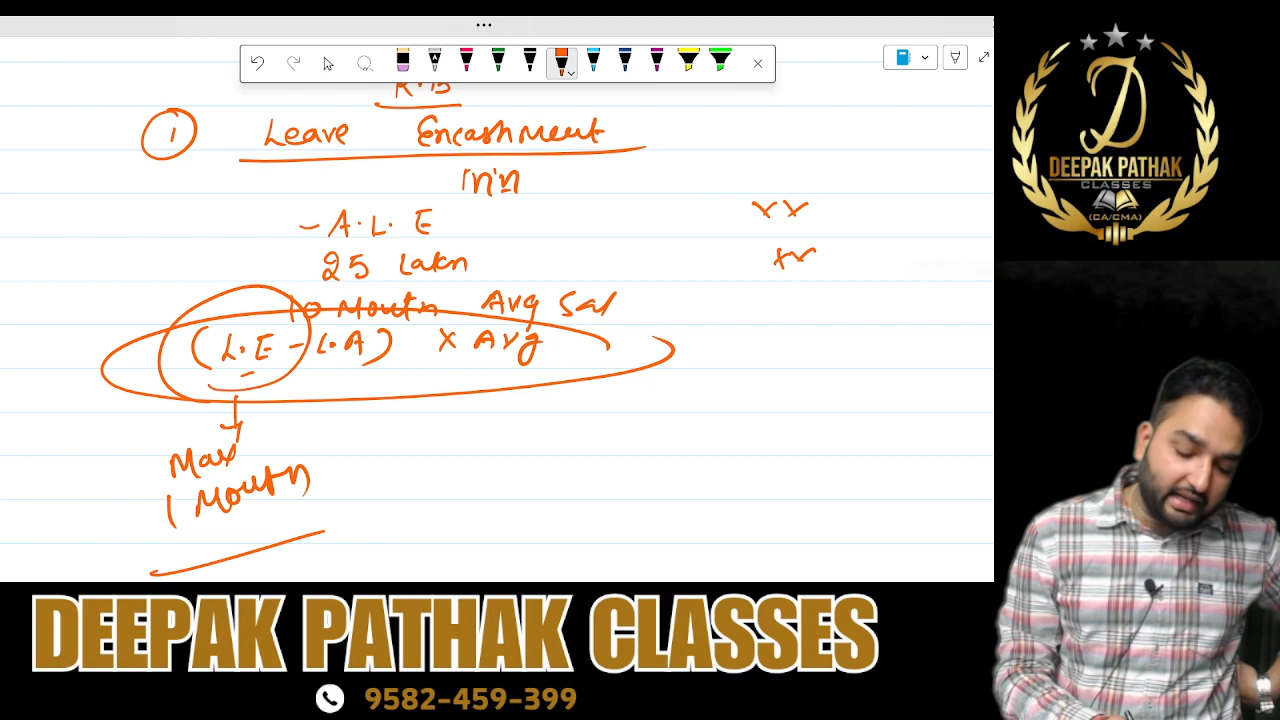 R.B
1 Leave Encashment
min
- A.L. E
25 Lakh
10 Month Avg Sal
(L.E - L.A) X Avg
Max
1 Month
D
DEEPAK PATHAK
CLASSES
(CA/CMA)
DEEPAK PATHAK CLASSES
9582-459-399